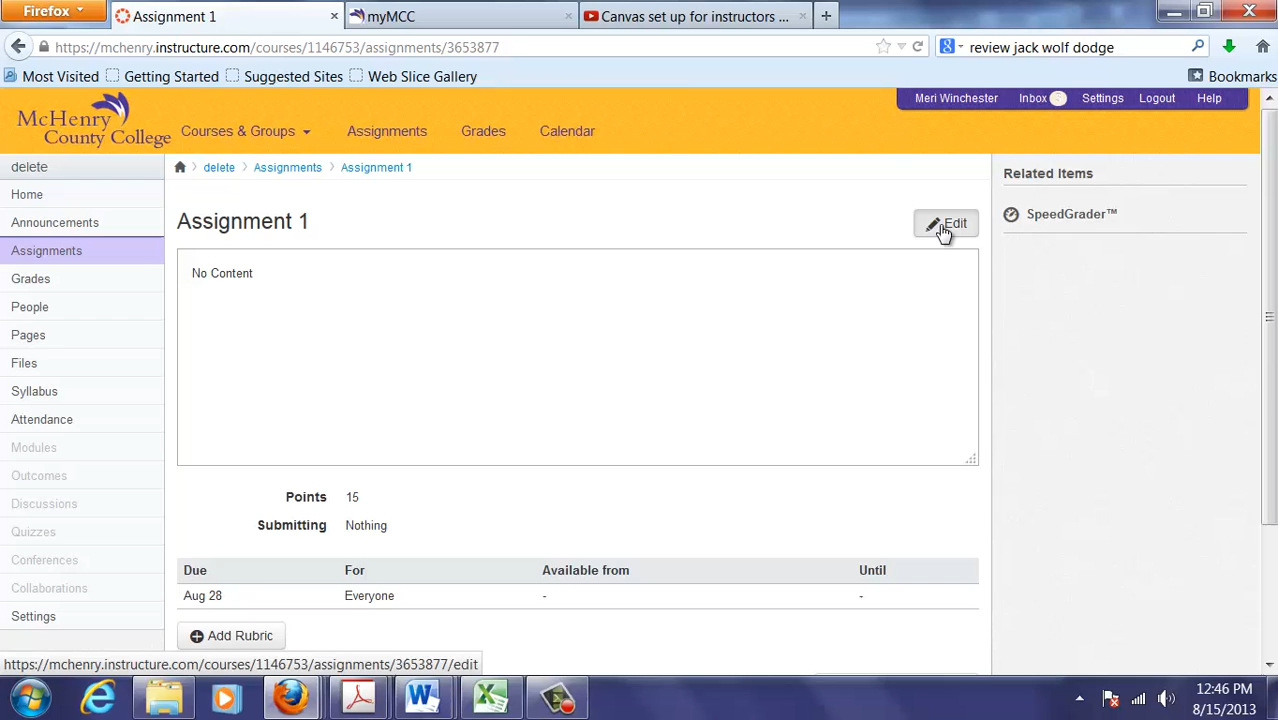 Firefox
Assignment 1
myMCC
Canvas set up for instructors ...
https://mchenry.instructure.com/courses/1146753/assignments/3653877
review jack wolf dodge
Most Visited
Getting Started
Suggested Sites
Web Slice Gallery
Bookmarks
McHenry
County College
Courses & Groups
Assignments
Grades
Calendar
Meri Winchester
Inbox
Settings
Logout
Help
delete
Home
Announcements
Assignments
Grades
People
Pages
Files
Syllabus
Attendance
Modules
Outcomes
Discussions
Quizzes
Conferences
Collaborations
Settings
delete
Assignments
Assignment 1
Assignment 1
Edit
No Content
Points 15
Submitting Nothing
Due For Available from Until
Aug 28 Everyone - -
Add Rubric
Related Items
SpeedGrader™
https://mchenry.instructure.com/courses/1146753/assignments/3653877/edit
12:46 PM
8/15/2013